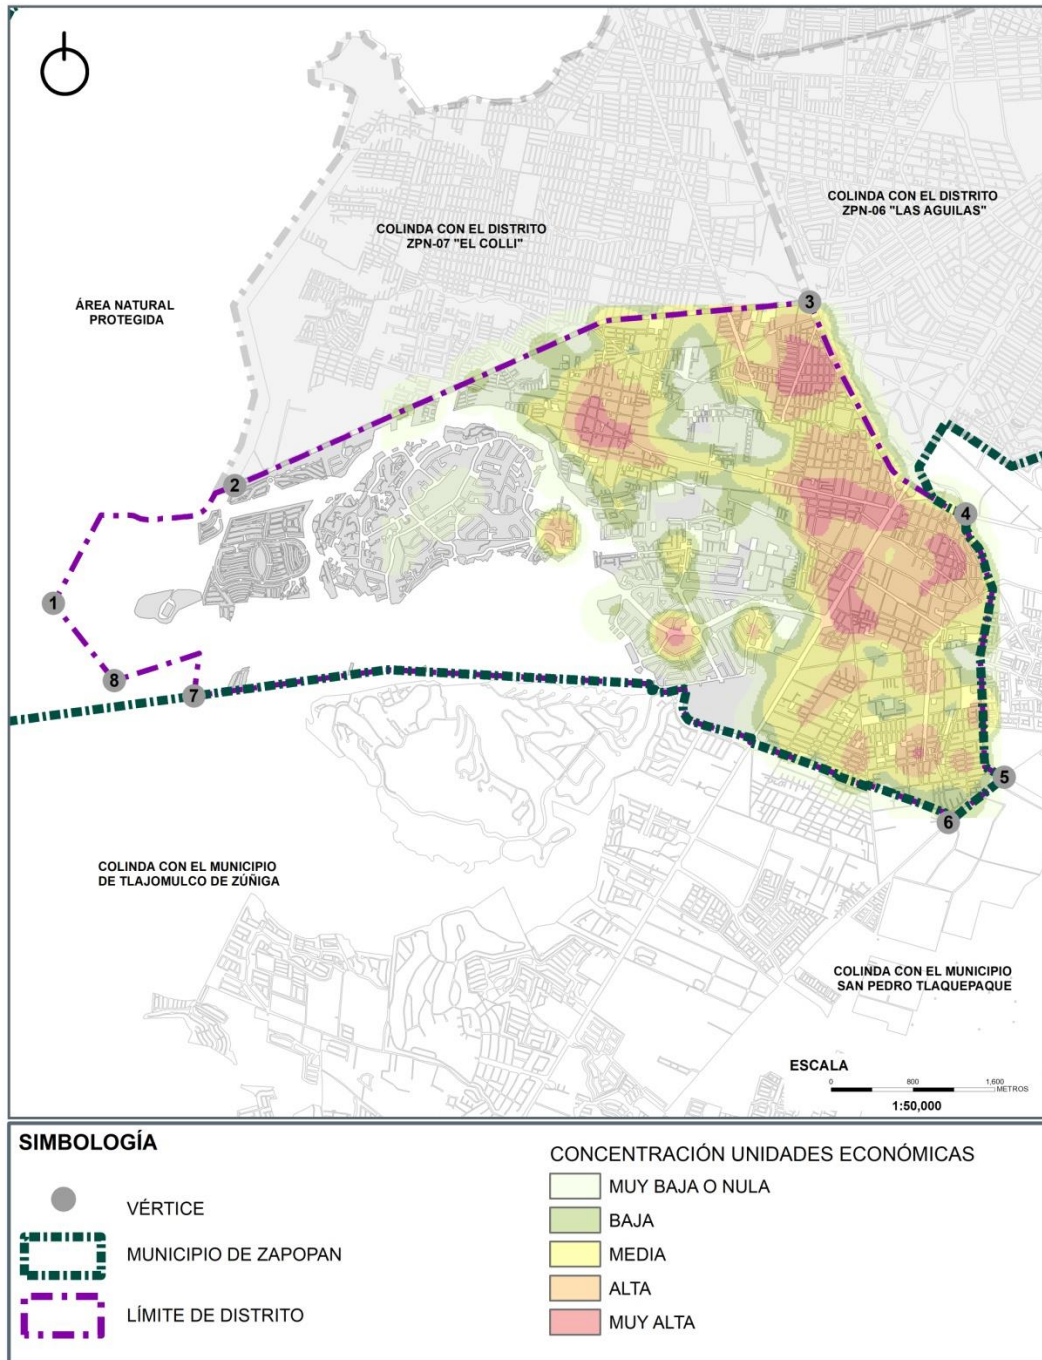 COLINDA CON EL DISTRITO
ZPN-06 "LAS AGUILAS"
COLINDA CON EL DISTRITO
ZPN-07 "EL COLLI"
ÁREA NATURAL
PROTEGIDA
3
2
4
1
8
7
5
6
COLINDA CON EL MUNICIPIO
DE TLAJOMULCO DE ZÚÑIGA
COLINDA CON EL MUNICIPIO
SAN PEDRO TLAQUEPAQUE
ESCALA
0 800 1,600
METROS
1:50,000
SIMBOLOGÍA
VÉRTICE
MUNICIPIO DE ZAPOPAN
LÍMITE DE DISTRITO
CONCENTRACIÓN UNIDADES ECONÓMICAS
MUY BAJA O NULA
BAJA
MEDIA
ALTA
MUY ALTA